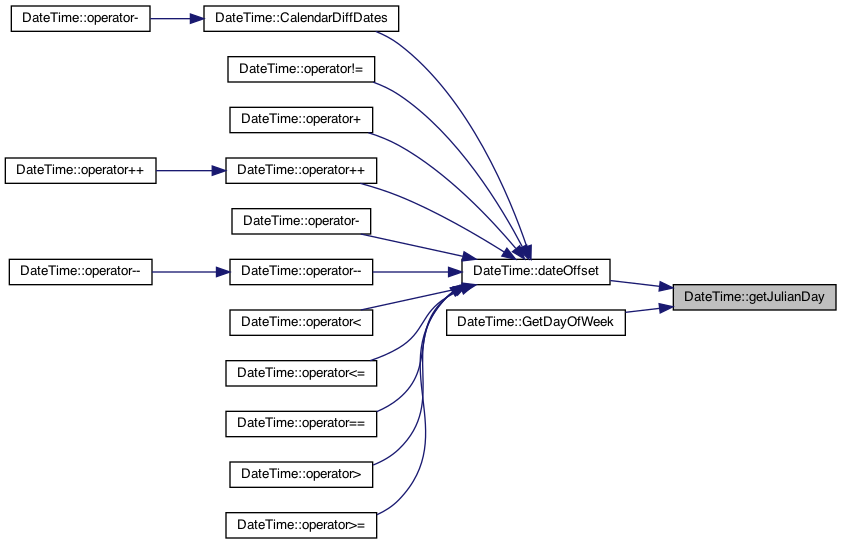 DateTime::operator-
DateTime::CalendarDiffDates
DateTime::operator!=
DateTime::operator+
DateTime::operator++
DateTime::operator++
DateTime::operator-
DateTime::operator--
DateTime::operator--
DateTime::dateOffset
DateTime::getJulianDay
DateTime::operator<
DateTime::GetDayOfWeek
DateTime::operator<=
DateTime::operator==
DateTime::operator>
DateTime::operator>=